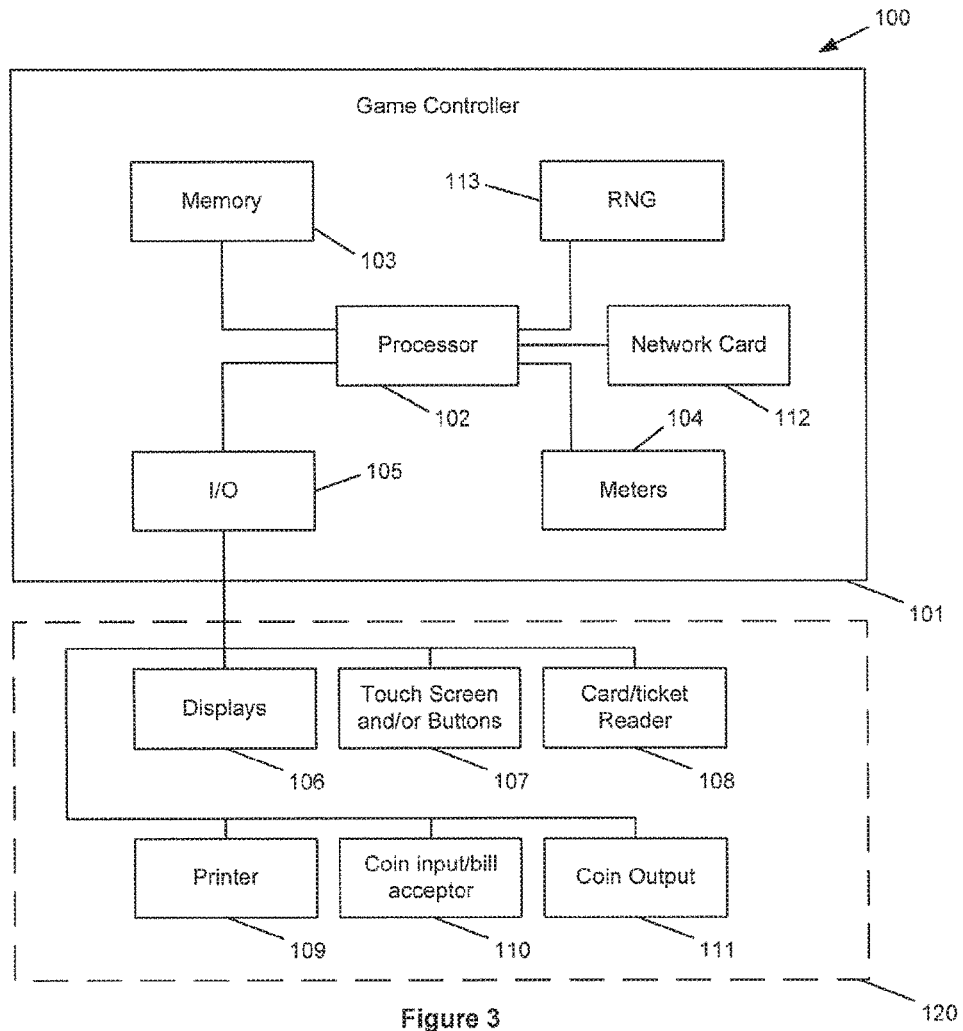 100
Game Controller
Memory
103
113
RNG
Processor
102
Network Card
112
I/O
105
104
Meters
101
Displays
106
Touch Screen
and/or Buttons
107
Card/ticket
Reader
108
Printer
109
Coin input/bill
acceptor
110
Coin Output
111
120
Figure 3